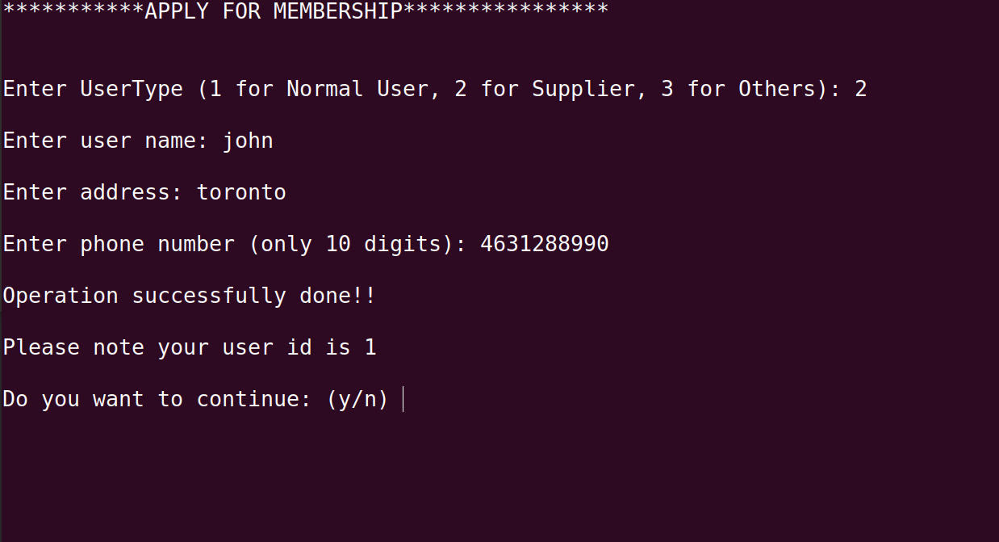 ***********APPLY FOR MEMBERSHIP****************
Enter UserType (1 for Normal User, 2 for Supplier, 3 for Others): 2
Enter user name: john
Enter address: toronto
Enter phone number (only 10 digits): 4631288990
Operation successfully done!!
Please note your user id is 1
Do you want to continue: (y/n)